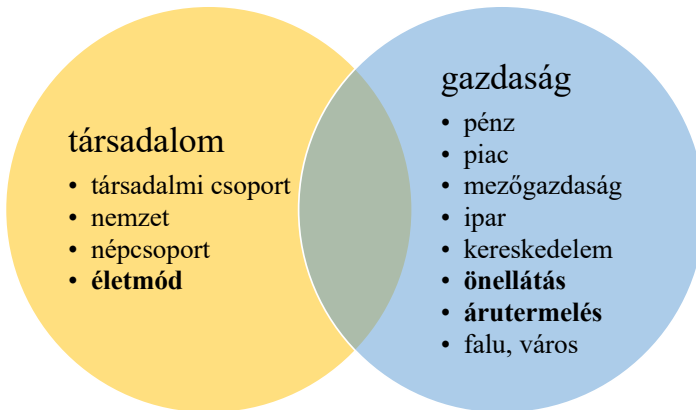 társadalom
• társadalmi csoport
• nemzet
• népcsoport
• életmód
gazdaság
• pénz
• piac
• mezőgazdaság
• ipar
• kereskedelem
• önellátás
• árutermelés
• falu, város